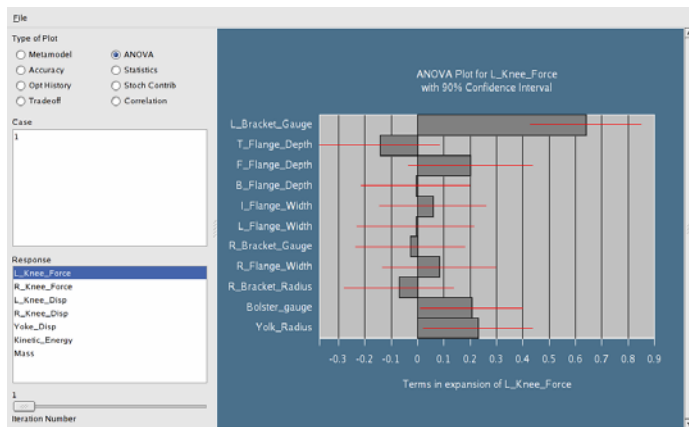 File
Type of Plot
Metamodel
ANOVA
Accuracy
Statistics
Opt History
Stoch Contrib
Tradeoff
Correlation
Case
1
Response
L_Knee_Force
R_Knee_Force
L_Knee_Disp
R_Knee_Disp
Yoke_Disp
Kinetic_Energy
Mass
1
Iteration Number
ANOVA Plot for L_Knee_Force
with 90% Confidence Interval
L_Bracket_Gauge
T_Flange_Depth
F_Flange_Depth
B_Flange_Depth
I_Flange_Width
L_Flange_Width
R_Bracket_Gauge
R_Flange_Width
R_Bracket_Radius
Bolster_gauge
Yolk_Radius
-0.3 -0.2 -0.1 0 0.1 0.2 0.3 0.4 0.5 0.6 0.7 0.8 0.9
Terms in expansion of L_Knee_Force